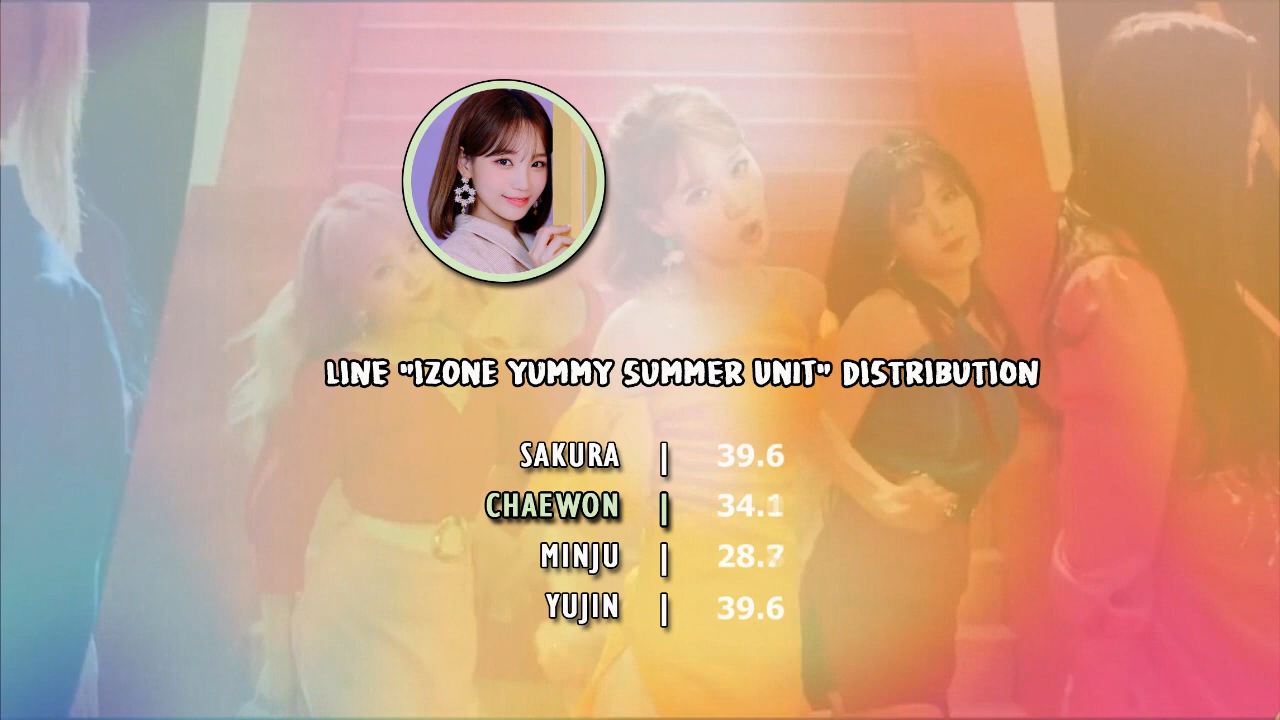 LINE "IZONE YUMMY SUMMER UNIT" DISTRIBUTION
SAKURA | 39.6
CHAEWON | 34.1
MINJU | 28.7
YUJIN | 39.6